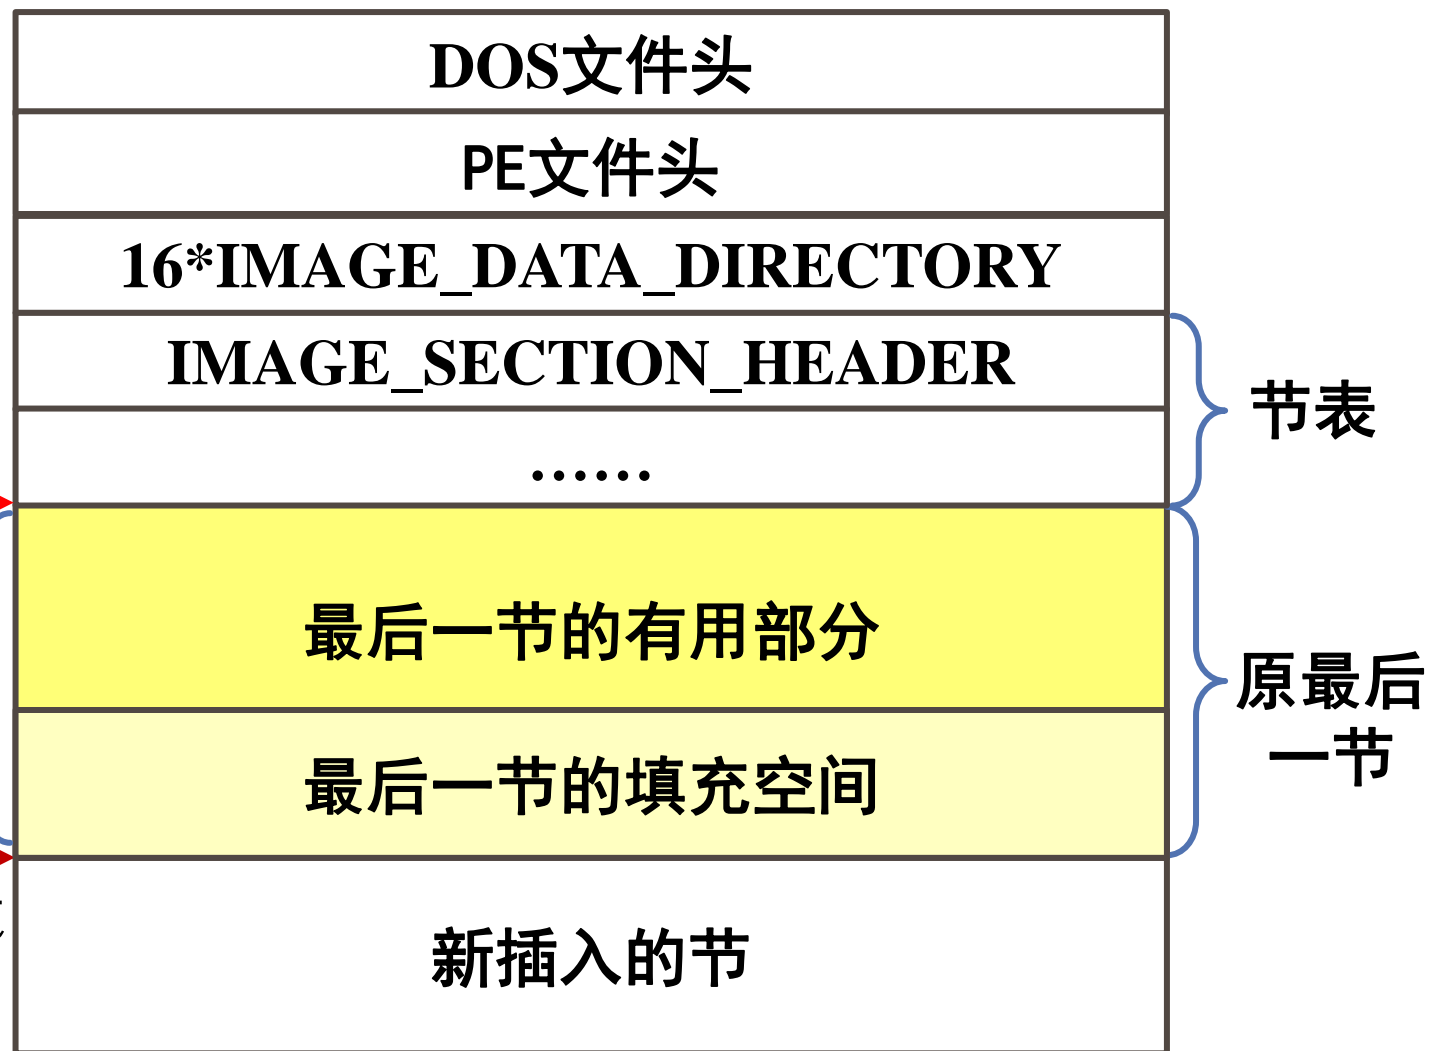 DOS文件头
PE文件头
16*IMAGE_DATA_DIRECTORY
IMAGE_SECTION_HEADER
……
节表
最后一节的有用部分
最后一节的填充空间
原最后
一节
新插入的节